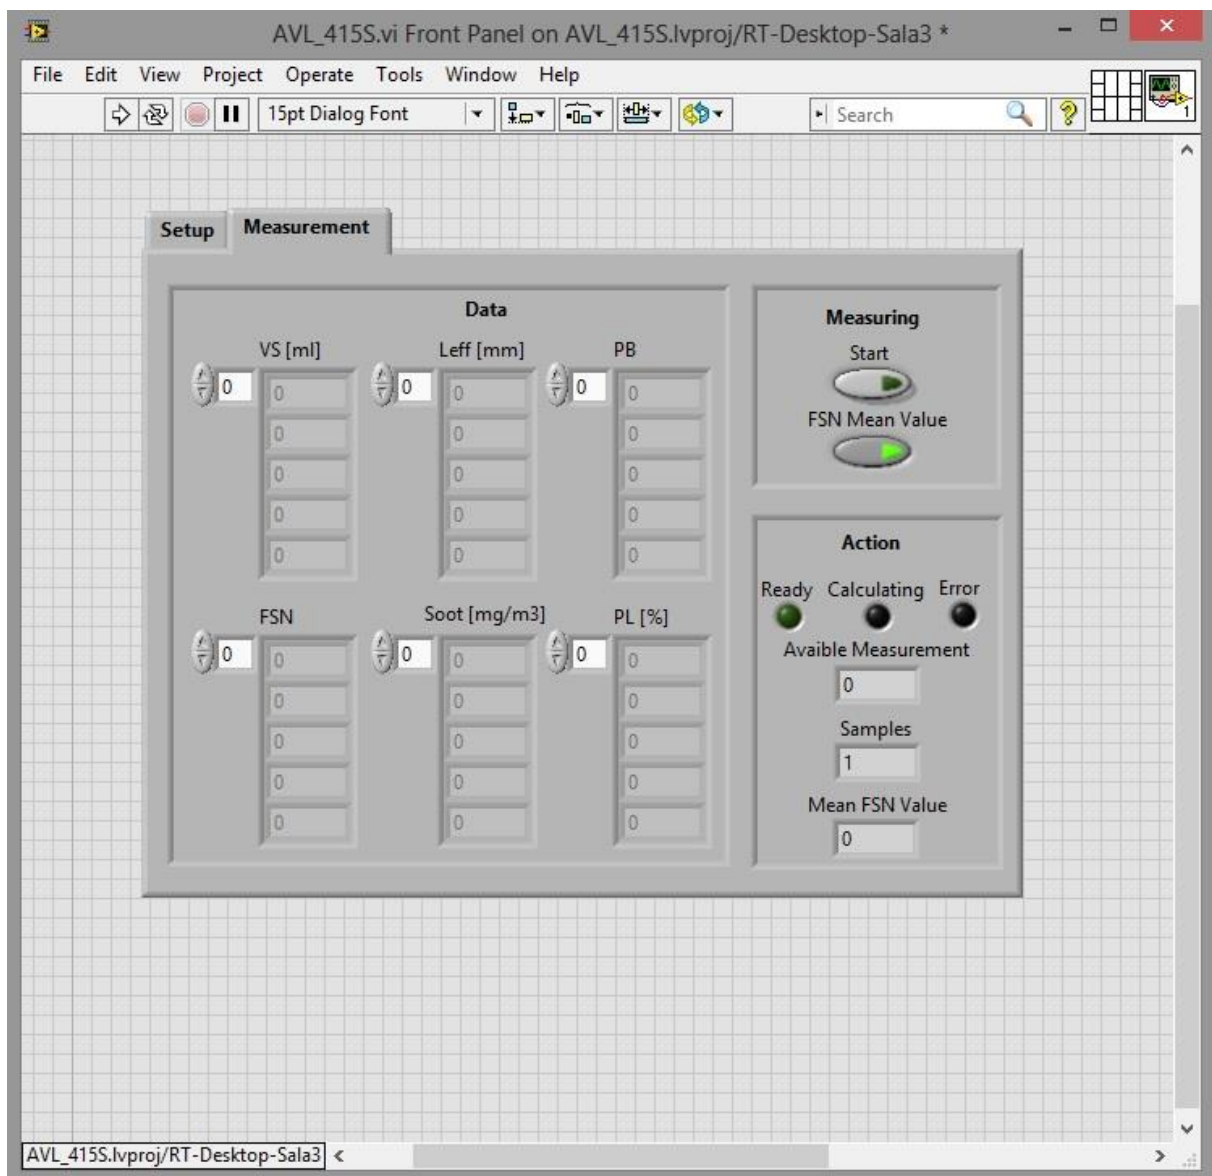 AVL_415S.vi Front Panel on AVL_415S.lvproj/RT-Desktop-Sala3 *
File Edit View Project Operate Tools Window Help
15pt Dialog Font Search 1
Setup Measurement
Data
VS [ml] Leff [mm] PB
0 0 0 0 0 0
0 0 0
0 0 0
0 0 0
0 0 0
FSN Soot [mg/m3] PL [%]
0 0 0 0 0 0
0 0 0
0 0 0
0 0 0
0 0 0
Measuring
Start
FSN Mean Value
Action
Ready Calculating Error
Avaible Measurement
0
Samples
1
Mean FSN Value
0
AVL_415S.lvproj/RT-Desktop-Sala3